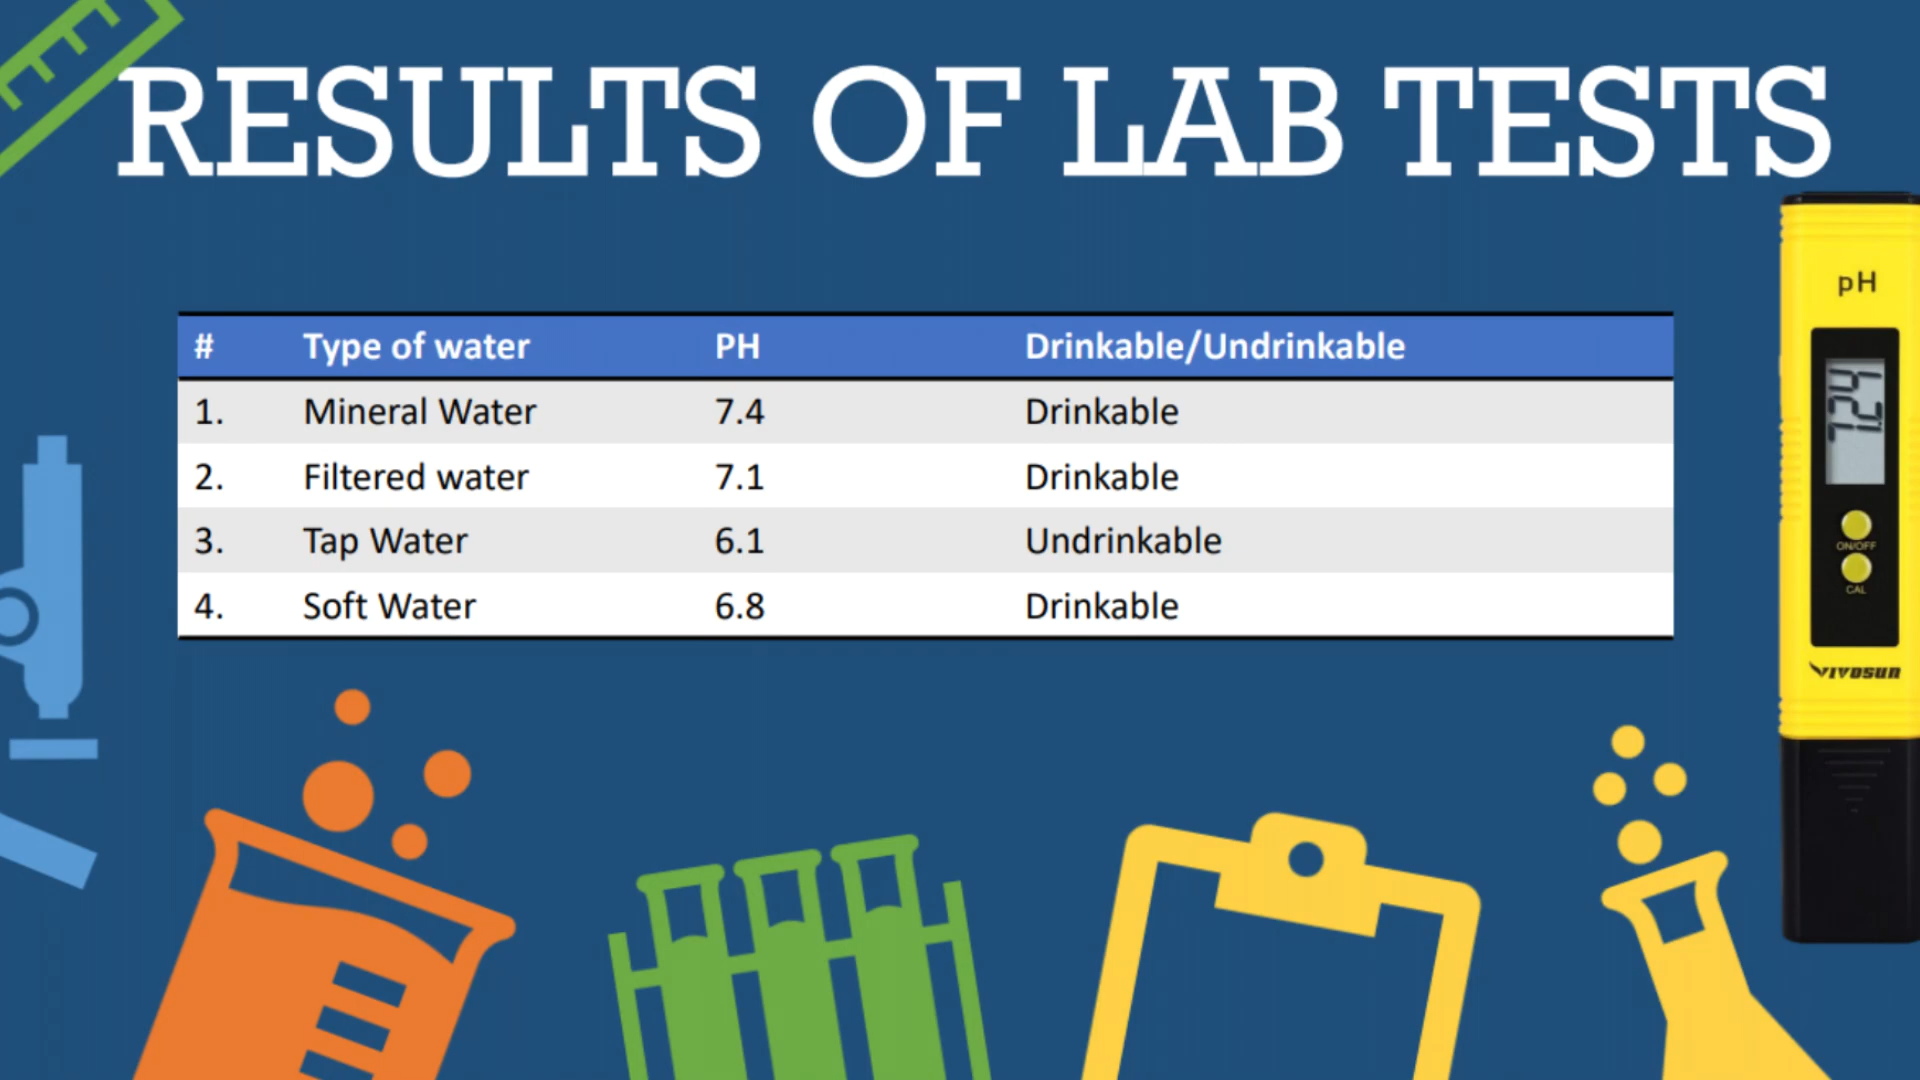 RESULTS OF LAB TESTS
# Type of water PH Drinkable/Undrinkable
1. Mineral Water 7.4 Drinkable
2. Filtered water 7.1 Drinkable
3. Tap Water 6.1 Undrinkable
4. Soft Water 6.8 Drinkable
pH
ON/OFF
CAL
VIVOSUN